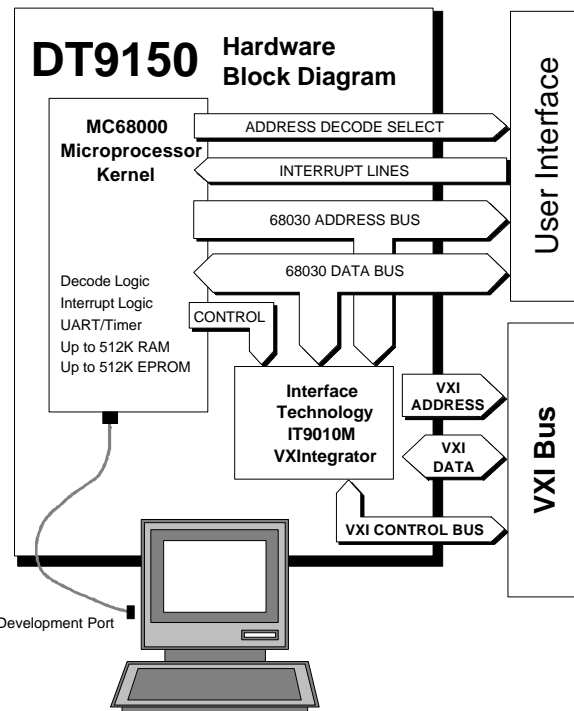 DT9150
Hardware
Block Diagram
MC68000
Microprocessor
Kernel
ADDRESS DECODE SELECT
INTERRUPT LINES
68030 ADDRESS BUS
68030 DATA BUS
User Interface
Decode Logic
Interrupt Logic
UART/Timer
Up to 512K RAM
Up to 512K EPROM
CONTROL
Interface
Technology
IT9010M
VXIntegrator
VXI
ADDRESS
VXI
DATA
VXI CONTROL BUS
VXI Bus
Development Port